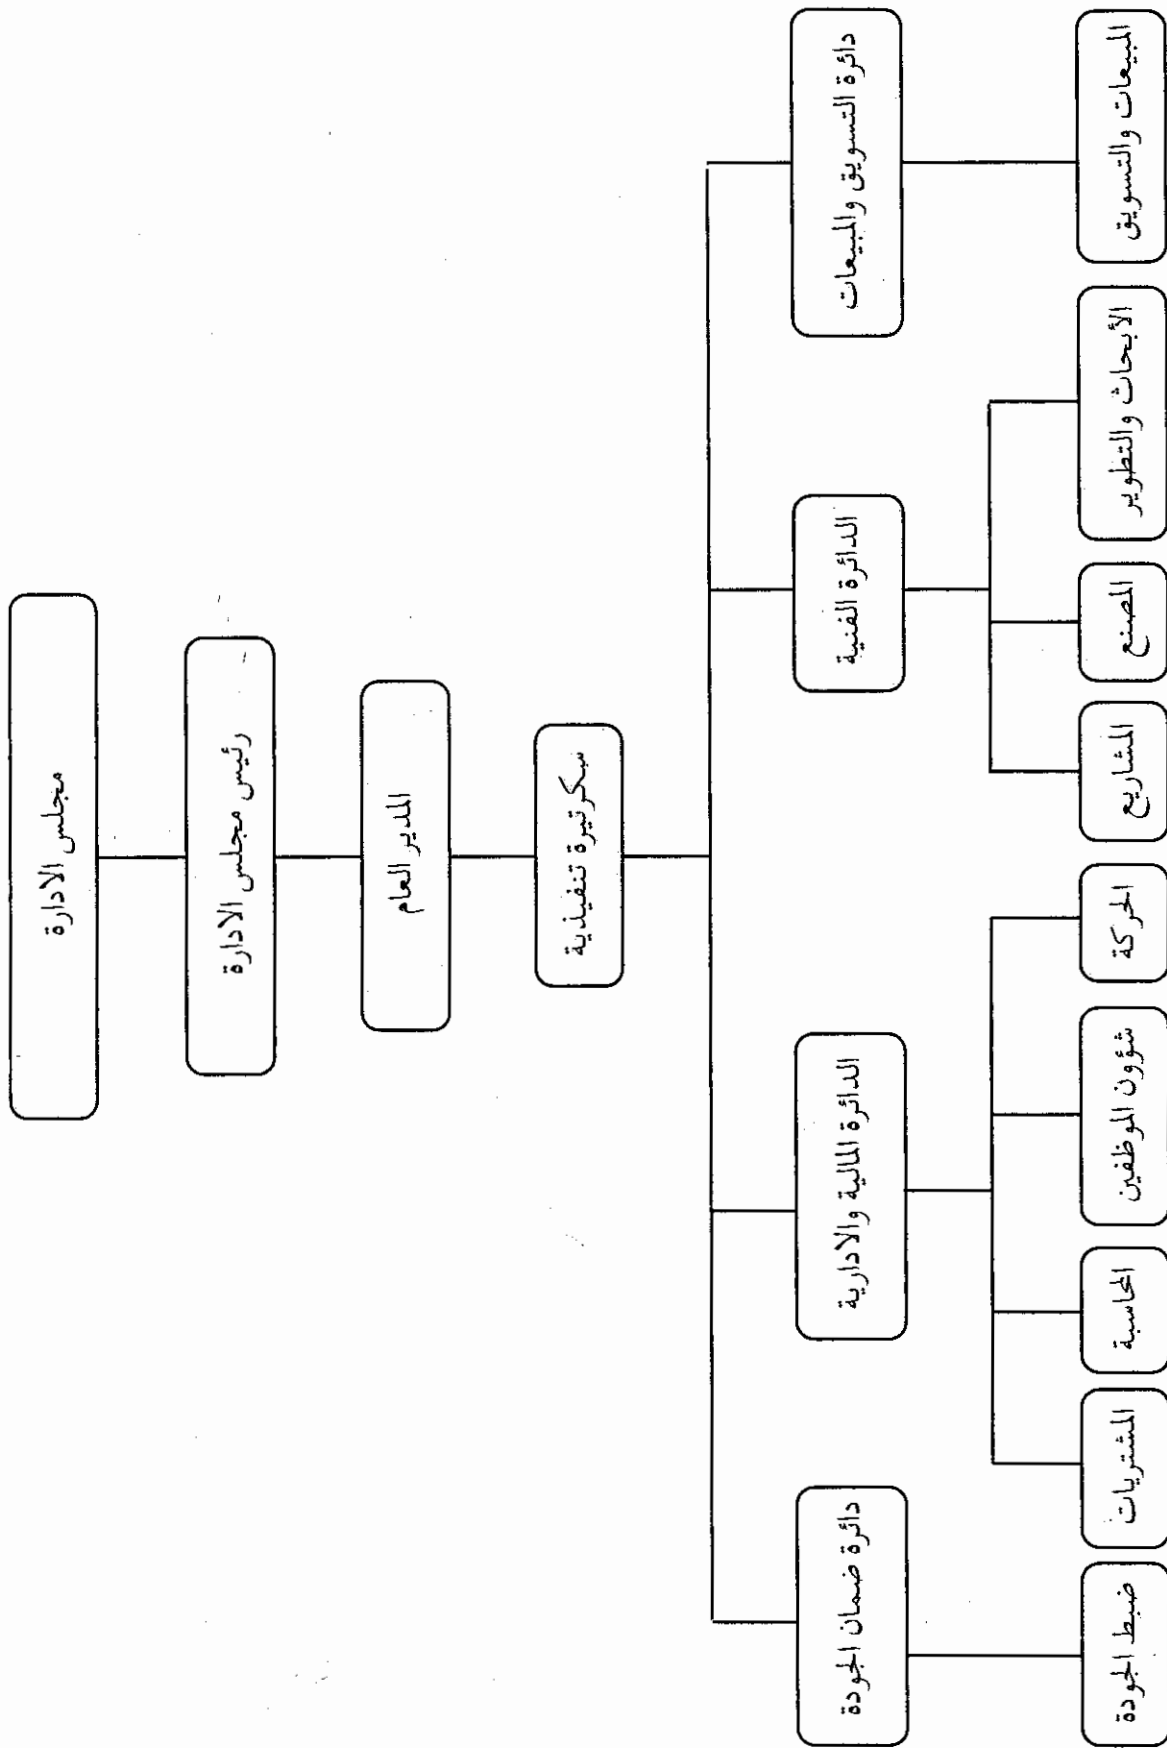 مجلس الادارة
رئيس مجلس الادارة
المدير العام
سكرتيرة تنفيذية
دائرة التسويق والمبيعات
الدائرة الفنية
الدائرة المالية والادارية
دائرة ضمان الجودة
المبيعات والتسويق
الأبحاث والتطوير
المصنع
المشاريع
الحركة
شؤون الموظفين
المحاسبة
المشتريات
ضبط الجودة